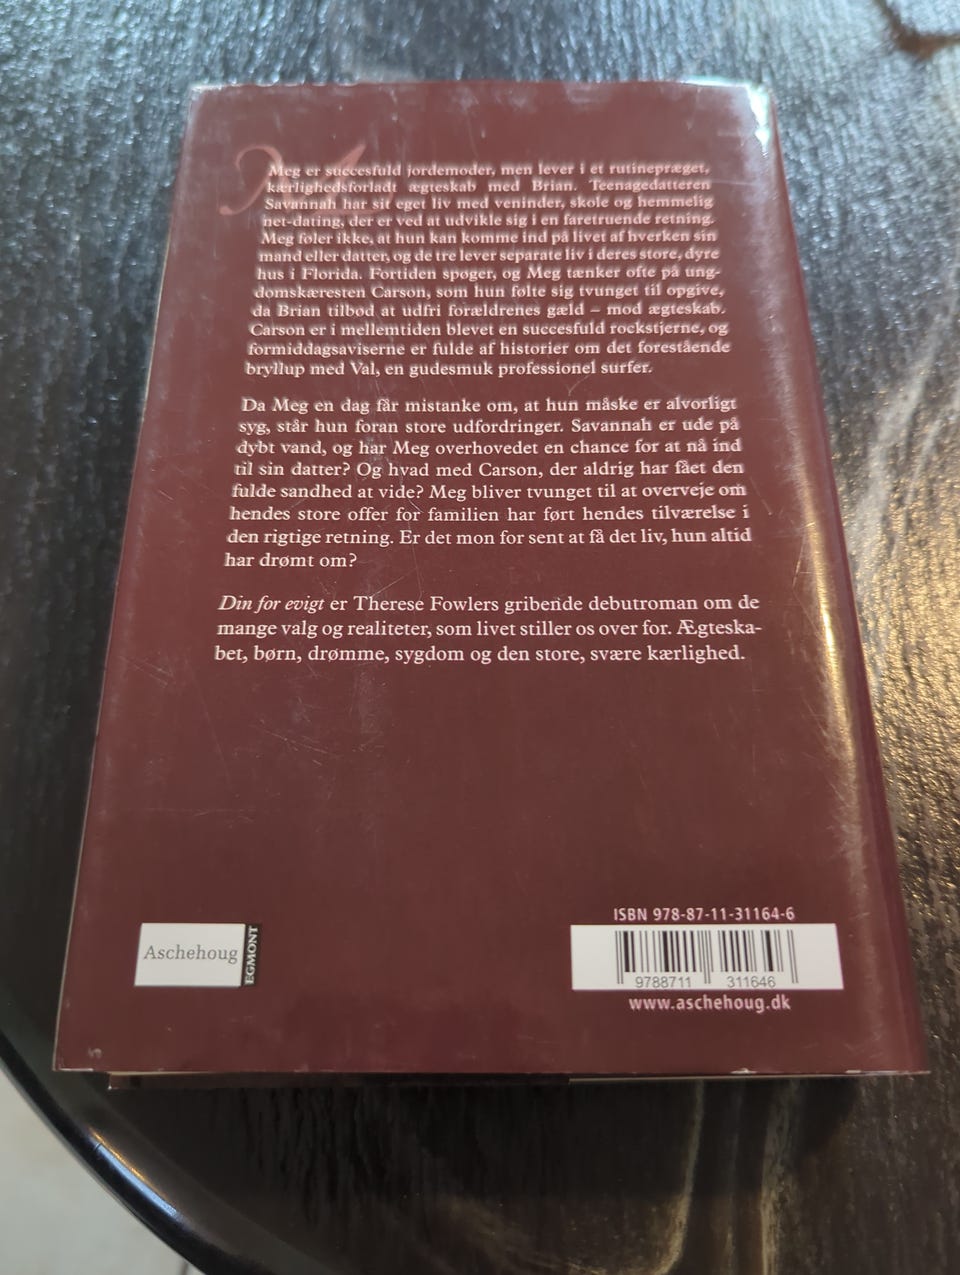 Meg er succesfuld jordemoder, men lever i et rutinepræget,
kærlighedsforladt ægteskab med Brian. Teenagedatteren
Savannah har sit eget liv med veninder, skole og hemmelig
net-dating, der er ved at udvikle sig i en faretruende retning.
Meg føler ikke, at hun kan komme ind på livet af hverken sin
mand eller datter, og de tre lever separate liv i deres store, dyre
hus i Florida. Fortiden spøger, og Meg tænker ofte på ung-
domskæresten Carson, som hun følte sig tvunget til opgive,
da Brian tilbød at udfri forældrenes gæld – mod ægteskab.
Carson er i mellemtiden blevet en succesfuld rockstjerne, og
formiddagsaviserne er fulde af historier om det forestående
bryllup med Val, en gudesmuk professionel surfer.
Da Meg en dag får mistanke om, at hun måske er alvorligt
syg, står hun foran store udfordringer. Savannah er ude på
dybt vand, og har Meg overhovedet en chance for at nå ind
til sin datter? Og hvad med Carson, der aldrig har fået den
fulde sandhed at vide? Meg bliver tvunget til at overveje om
hendes store offer for familien har ført hendes tilværelse i
den rigtige retning. Er det mon for sent at få det liv, hun altid
har drømt om?
Din for evigt er Therese Fowlers gribende debutroman om de
mange valg og realiteter, som livet stiller os over for. Ægteska-
bet, børn, drømme, sygdom og den store, svære kærlighed.
ISBN 978-87-11-31164-6
Aschehoug
EGMONT
9788711 311646
www.aschehoug.dk